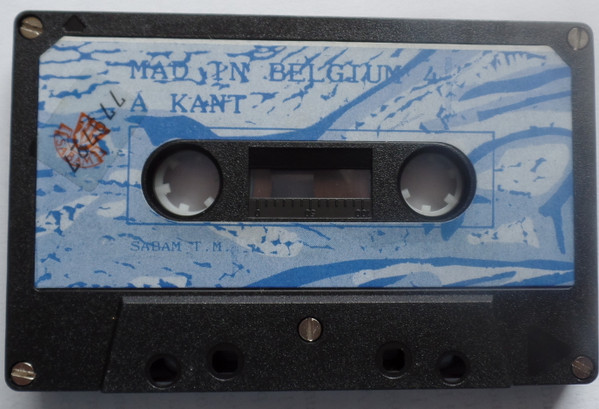 MAD IN BELGIUM 4
A KANT
SABAM T.M.